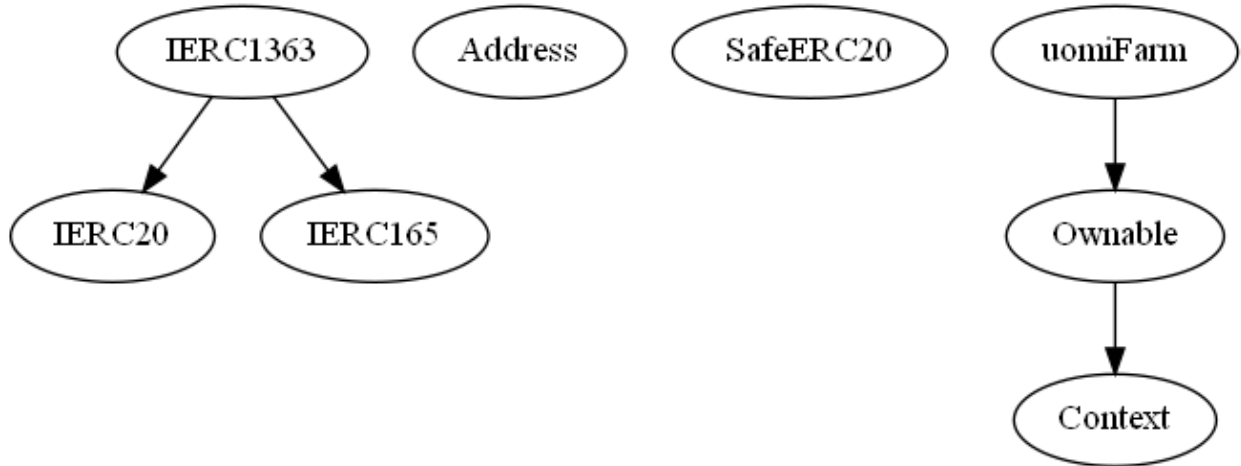 IERC1363
Address
SafeERC20
uomiFarm
IERC20
IERC165
Ownable
Context